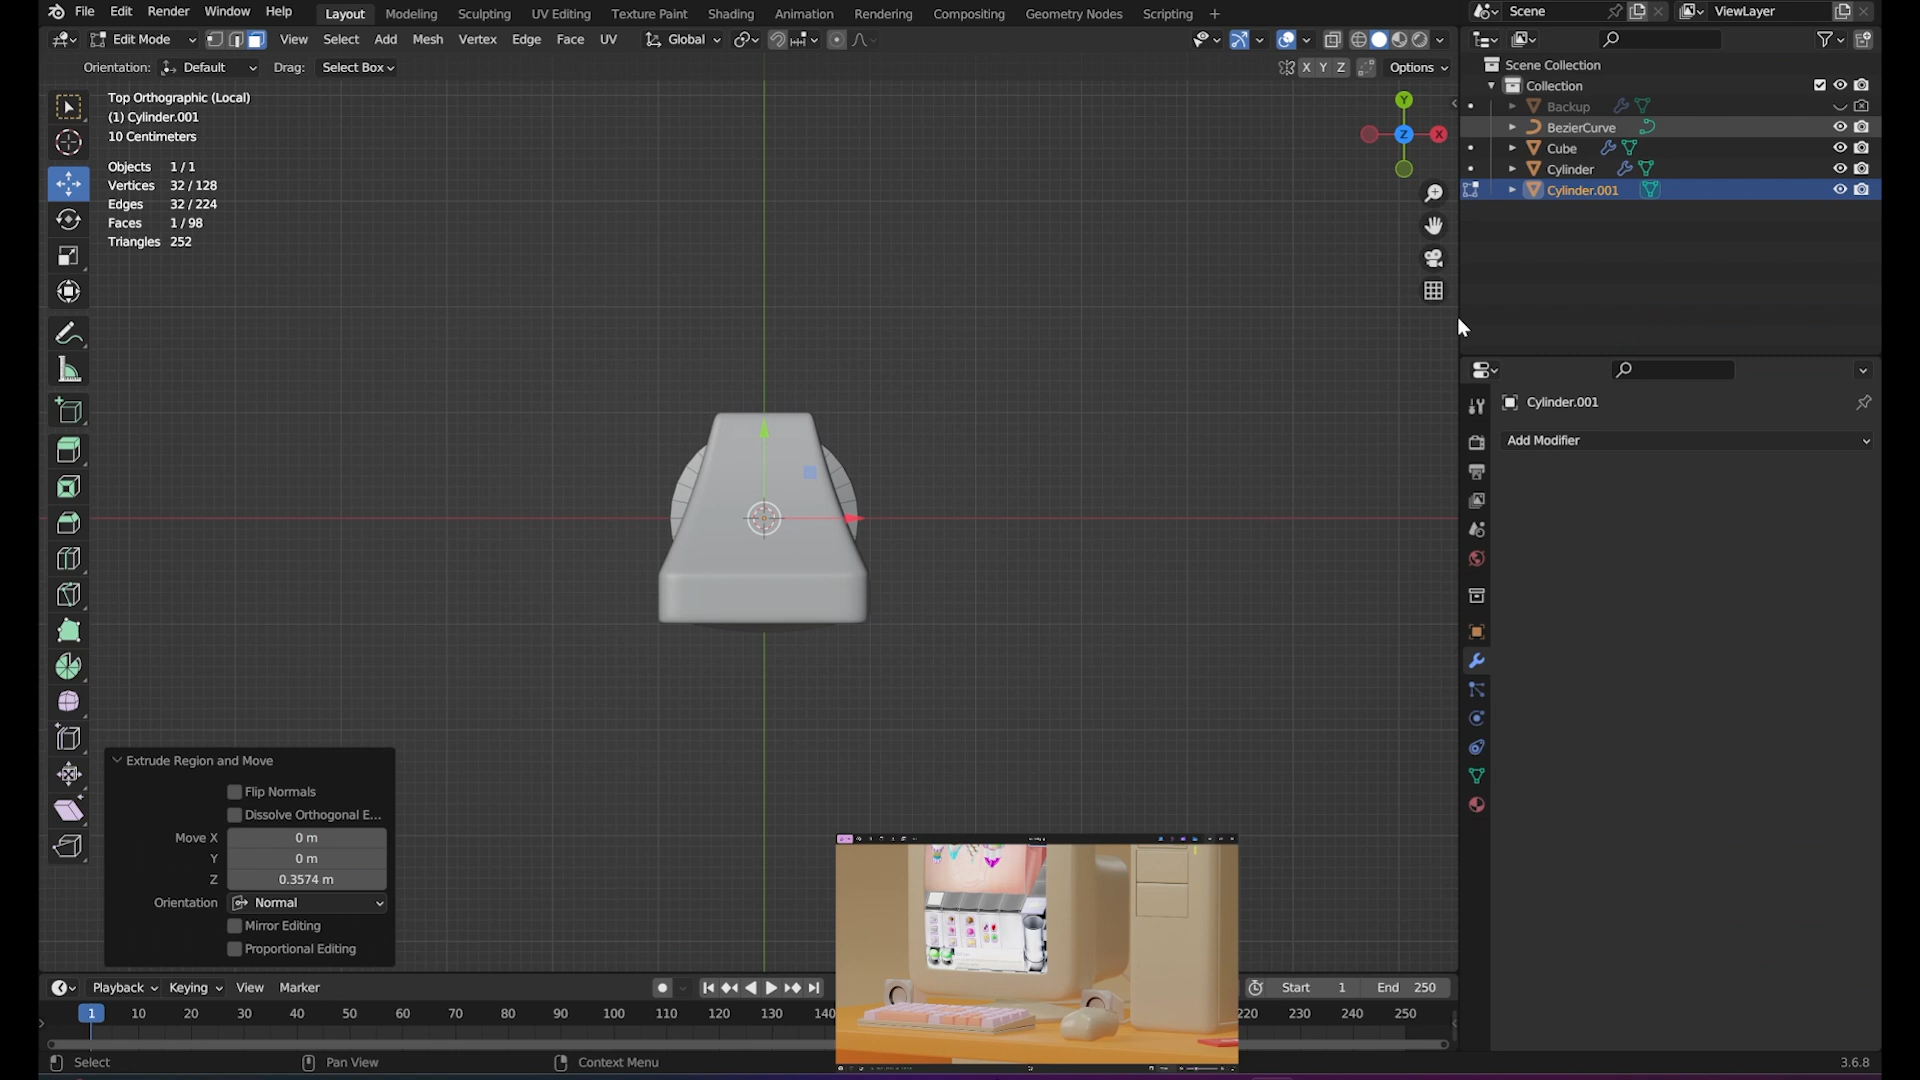 File Edit Render Window Help Layout Modeling Sculpting UV Editing Texture Paint Shading Animation Rendering Compositing Geometry Nodes Scripting + Scene ViewLayer
Edit Mode View Select Add Mesh Vertex Edge Face UV Global
Orientation: Default Drag: Select Box X Y Z Options
Top Orthographic (Local)
(1) Cylinder.001
10 Centimeters
Objects 1 / 1
Vertices 32 / 128
Edges 32 / 224
Faces 1 / 98
Triangles 252
Y
Z X
Scene Collection
Collection
Backup
BezierCurve
Cube
Cylinder
Cylinder.001
Cylinder.001
Add Modifier
Extrude Region and Move
Flip Normals
Dissolve Orthogonal E...
Move X 0 m
Y 0 m
Z 0.3574 m
Orientation Normal
Mirror Editing
Proportional Editing
Playback Keying View Marker Start 1 End 250
1 10 20 30 40 50 60 70 80 90 100 110 120 130 230 240 250
Select Pan View Context Menu 3.6.8